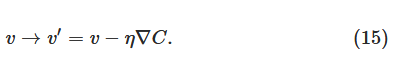 v → v′ = v − η∇C. (15)